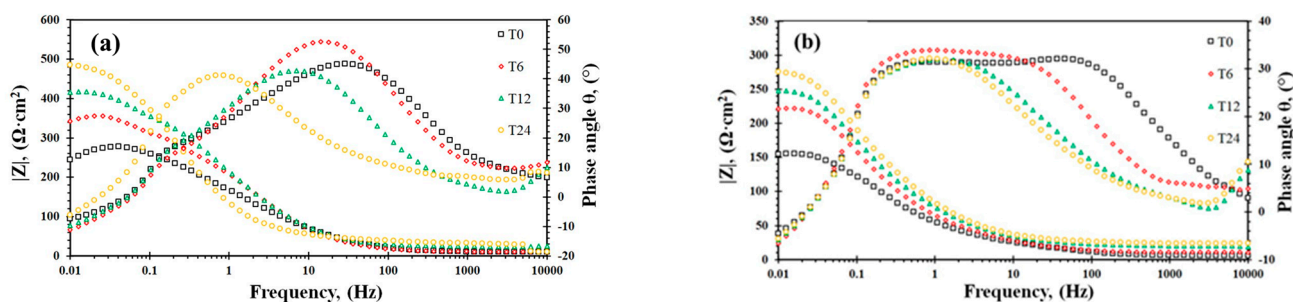 (a)
|Z|, (Ω·cm²)
600
500
400
300
200
100
0
0.01 0.1 1 10 100 1000 10000
Frequency, (Hz)
60
50
40
30
20
10
0
-10
-20
Phase angle θ, (°)
T0
T6
T12
T24
(b)
|Z|, (Ω·cm²)
350
300
250
200
150
100
50
0
0.01 0.1 1 10 100 1000 10000
Frequency, (Hz)
40
30
20
10
0
-10
Phase angle θ, (°)
T0
T6
T12
T24